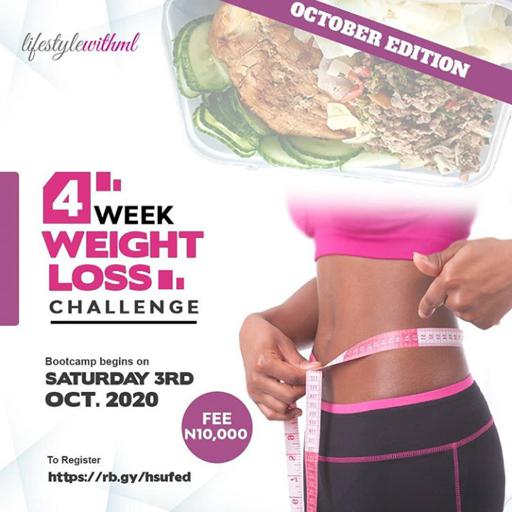 lifestylewithml
OCTOBER EDITION
4 WEEK
WEIGHT
LOSS
CHALLENGE
Bootcamp begins on
SATURDAY 3RD
OCT. 2020
FEE
N10,000
To Register
https://rb.gy/hsufed